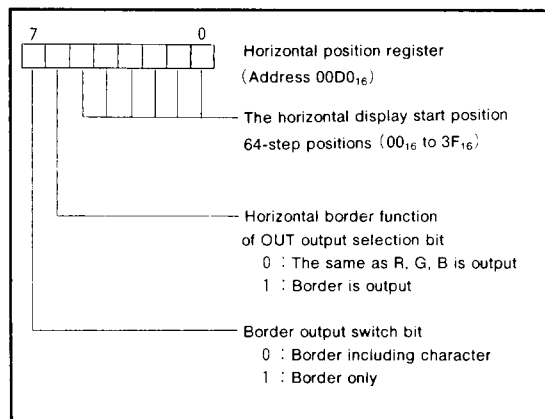 7 0
Horizontal position register
(Address 00D0₁₆)
The horizontal display start position
64-step positions (00₁₆ to 3F₁₆)
Horizontal border function
of OUT output selection bit
0 : The same as R, G, B is output
1 : Border is output
Border output switch bit
0 : Border including character
1 : Border only